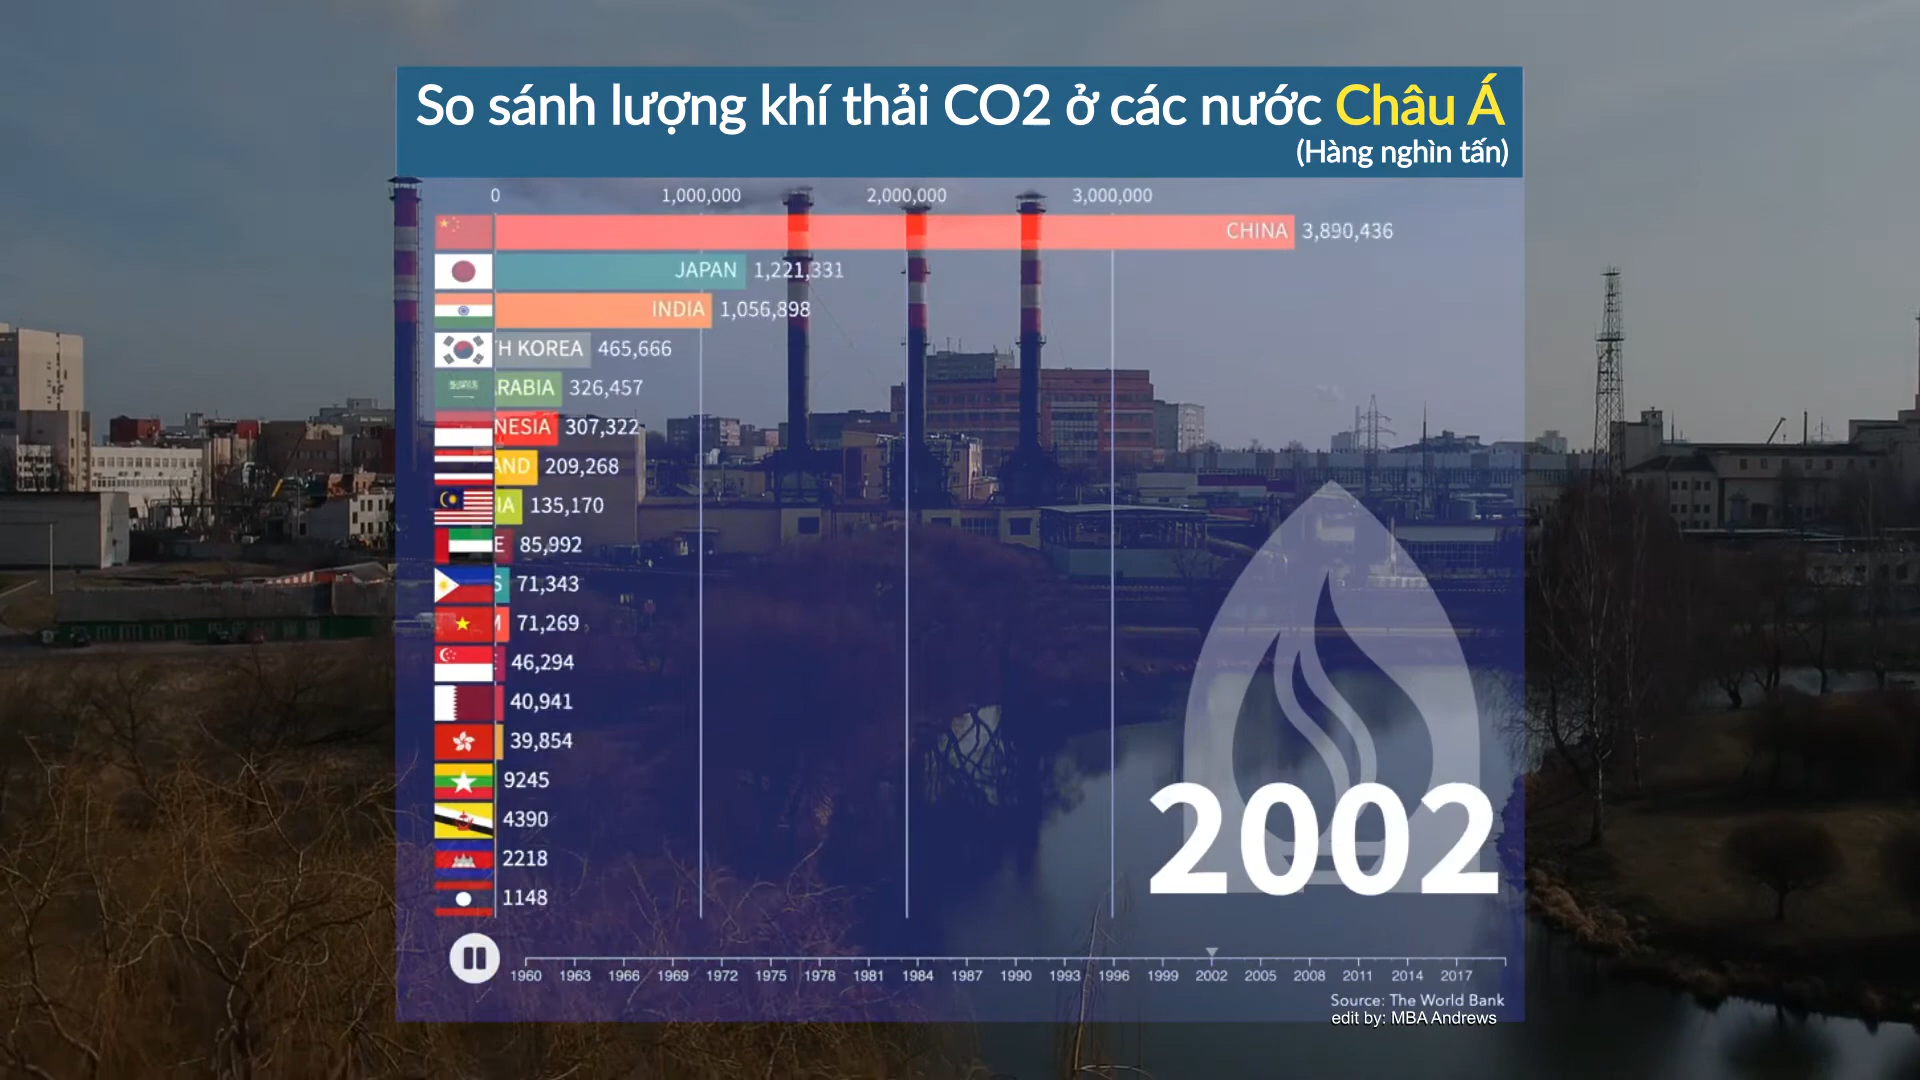 So sánh lượng khí thải CO2 ở các nước Châu Á
(Hàng nghìn tấn)
0 1,000,000 2,000,000 3,000,000
CHINA 3,890,436
JAPAN 1,221,331
INDIA 1,056,898
H KOREA 465,666
RABIA 326,457
NESIA 307,322
AND 209,268
IA 135,170
E 85,992
S 71,343
M 71,269
46,294
40,941
39,854
9245
4390
2218
1148
2002
1960 1963 1966 1969 1972 1975 1978 1981 1984 1987 1990 1993 1996 1999 2002 2005 2008 2011 2014 2017
Source: The World Bank
edit by: MBA Andrews